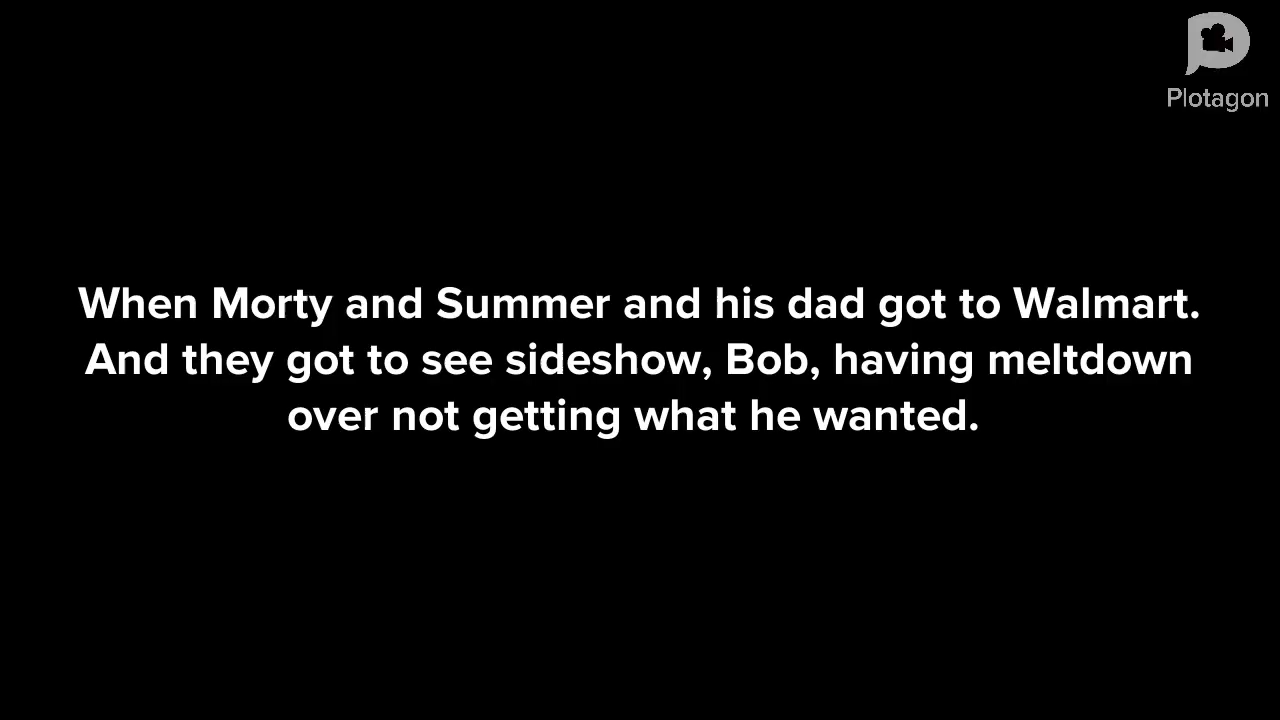 Plotagon
When Morty and Summer and his dad got to Walmart.
And they got to see sideshow, Bob, having meltdown
over not getting what he wanted.